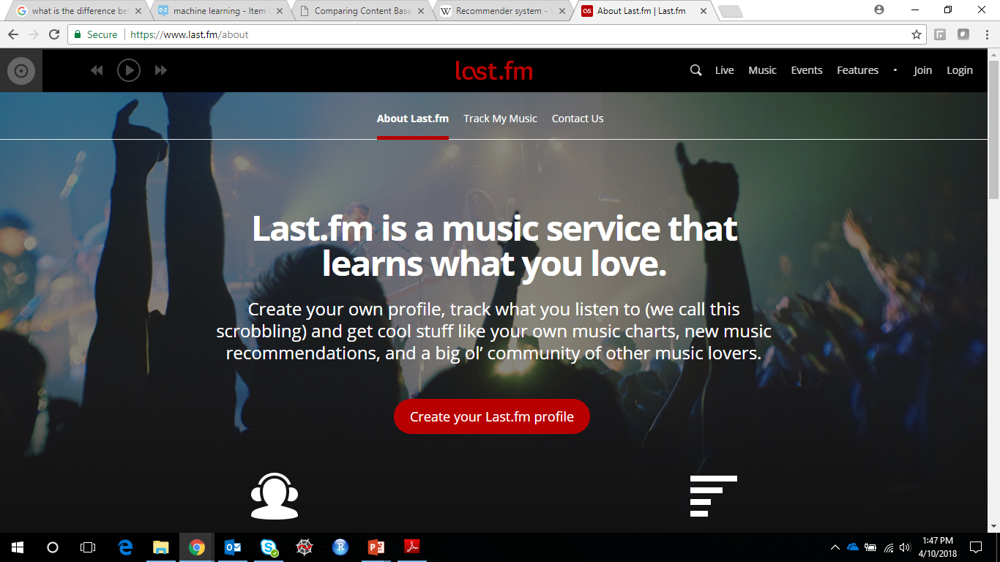 what is the difference be
machine learning - Item
Comparing Content Base
W Recommender system -
About Last.fm | Last.fm
Secure https://www.last.fm/about
last.fm
Live Music Events Features • Join Login
About Last.fm Track My Music Contact Us
Last.fm is a music service that
learns what you love.
Create your own profile, track what you listen to (we call this
scrobbling) and get cool stuff like your own music charts, new music
recommendations, and a big ol’ community of other music lovers.
Create your Last.fm profile
1:47 PM
4/10/2018